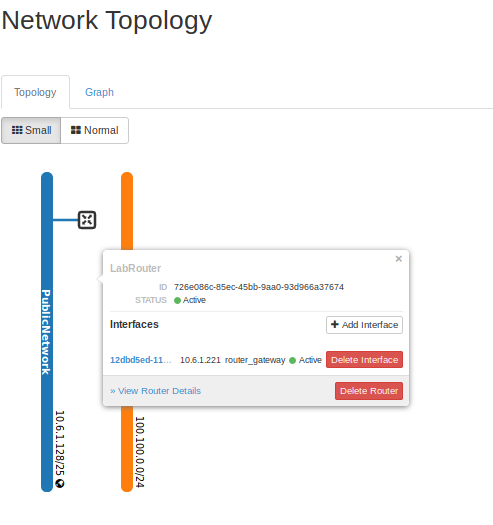 Network Topology
Topology
Graph
Small
Normal
LabRouter
×
ID 726e086c-85ec-45bb-9aa0-93d966a37674
STATUS Active
Interfaces
+ Add Interface
12dbd5ed-11... 10.6.1.221 router_gateway Active Delete Interface
» View Router Details
Delete Router
PublicNetwork
10.6.1.128/25
100.100.0.0/24